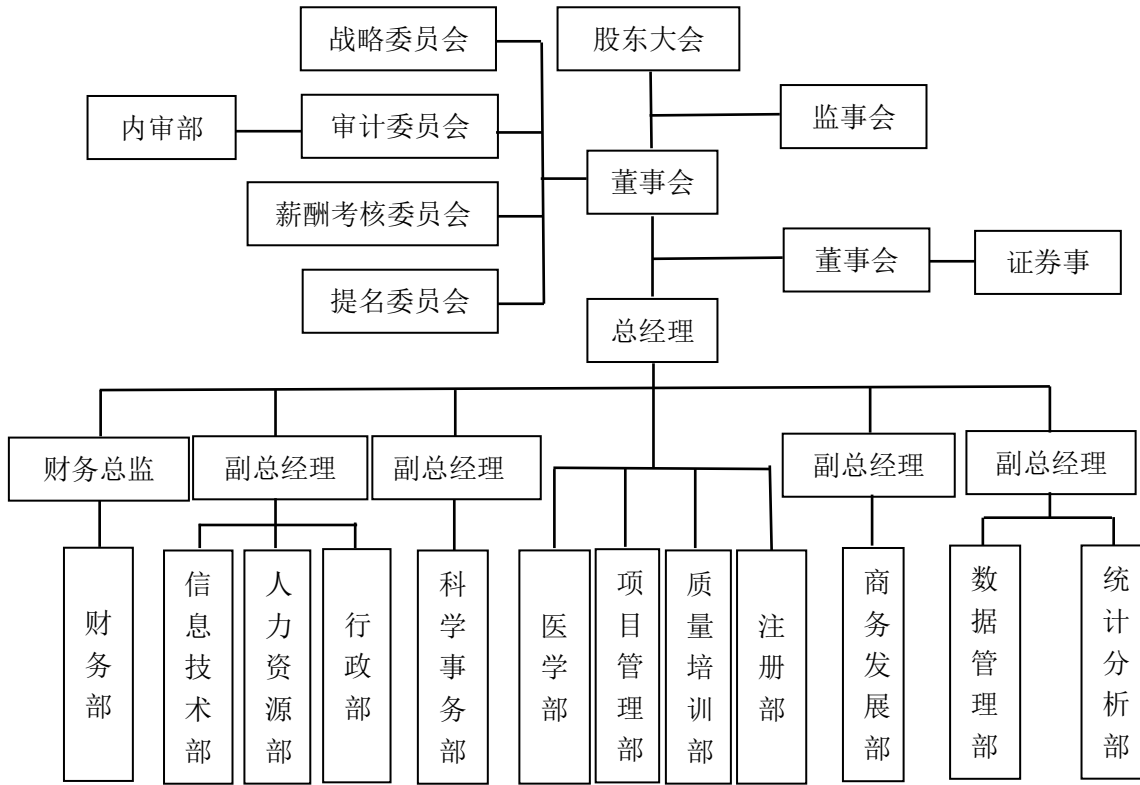 战略委员会
股东大会
内审部
审计委员会
监事会
董事会
薪酬考核委员会
董事会
证券事
提名委员会
总经理
财务总监
副总经理
副总经理
副总经理
副总经理
财务部
信息技术部
人力资源部
行政部
科学事务部
医学部
项目管理部
质量培训部
注册部
商务发展部
数据管理部
统计分析部